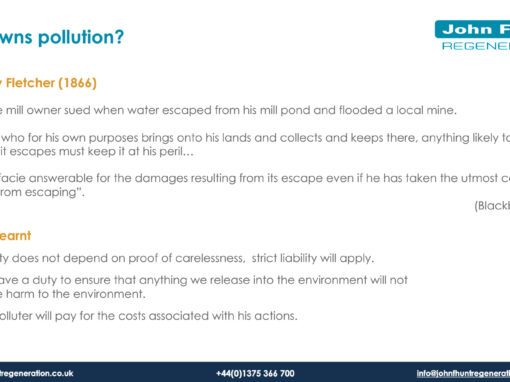 wns pollution?
John F
REGENE
Fletcher (1866)
mill owner sued when water escaped from his mill pond and flooded a local mine.
who for his own purposes brings onto his lands and collects and keeps there, anything likely to
it escapes must keep it at his peril…
facie answerable for the damages resulting from its escape even if he has taken the utmost c
from escaping”.
(Blackb
earnt
ty does not depend on proof of carelessness, strict liability will apply.
ave a duty to ensure that anything we release into the environment will not
e harm to the environment.
olluter will pay for the costs associated with his actions.
tregeneration.co.uk
+44(0)1375 366 700
info@johnfhuntregenerati